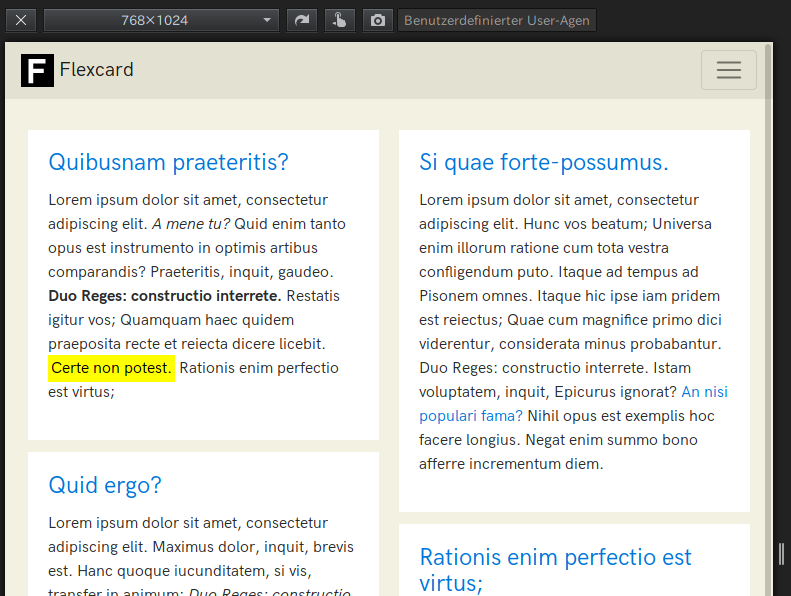 768×1024
Benutzerdefinierter User-Agen
F Flexcard
Quibusnam praeteritis?
Lorem ipsum dolor sit amet, consectetur
adipiscing elit. A mene tu? Quid enim tanto
opus est instrumento in optimis artibus
comparandis? Praeteritis, inquit, gaudeo.
Duo Reges: constructio interrete. Restatis
igitur vos; Quamquam haec quidem
praeposita recte et reiecta dicere licebit.
Certe non potest. Rationis enim perfectio
est virtus;
Quid ergo?
Lorem ipsum dolor sit amet, consectetur
adipiscing elit. Maximus dolor, inquit, brevis
est. Hanc quoque iucunditatem, si vis,
transfer in animum; Duo Reges: constructio
Si quae forte-possumus.
Lorem ipsum dolor sit amet, consectetur
adipiscing elit. Hunc vos beatum; Universa
enim illorum ratione cum tota vestra
confligendum puto. Itaque ad tempus ad
Pisonem omnes. Itaque hic ipse iam pridem
est reiectus; Quae cum magnifice primo dici
viderentur, considerata minus probabantur.
Duo Reges: constructio interrete. Istam
voluptatem, inquit, Epicurus ignorat? An nisi
populari fama? Nihil opus est exemplis hoc
facere longius. Negat enim summo bono
afferre incrementum diem.
Rationis enim perfectio est
virtus;